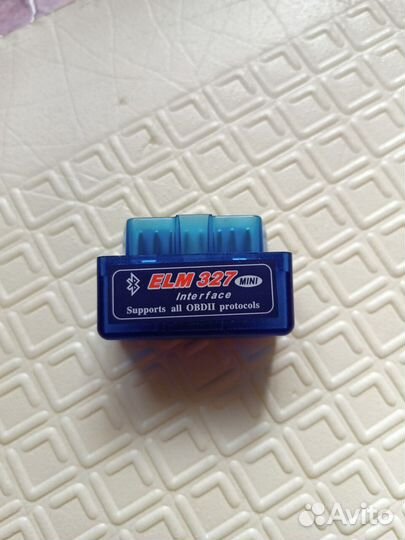 ELM 327 MINI
Interface
Supports all OBDII protocols
Avito